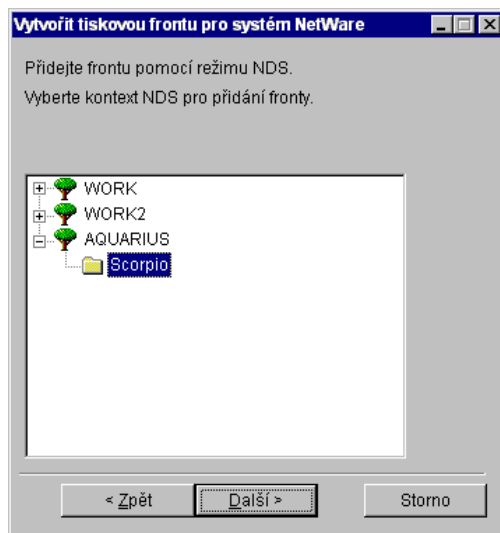 Vytvořit tiskovou frontu pro systém NetWare
Přidejte frontu pomocí režimu NDS.
Vyberte kontext NDS pro přidání fronty.
WORK
WORK2
AQUARIUS
Scorpio
< Zpět
Další >
Storno